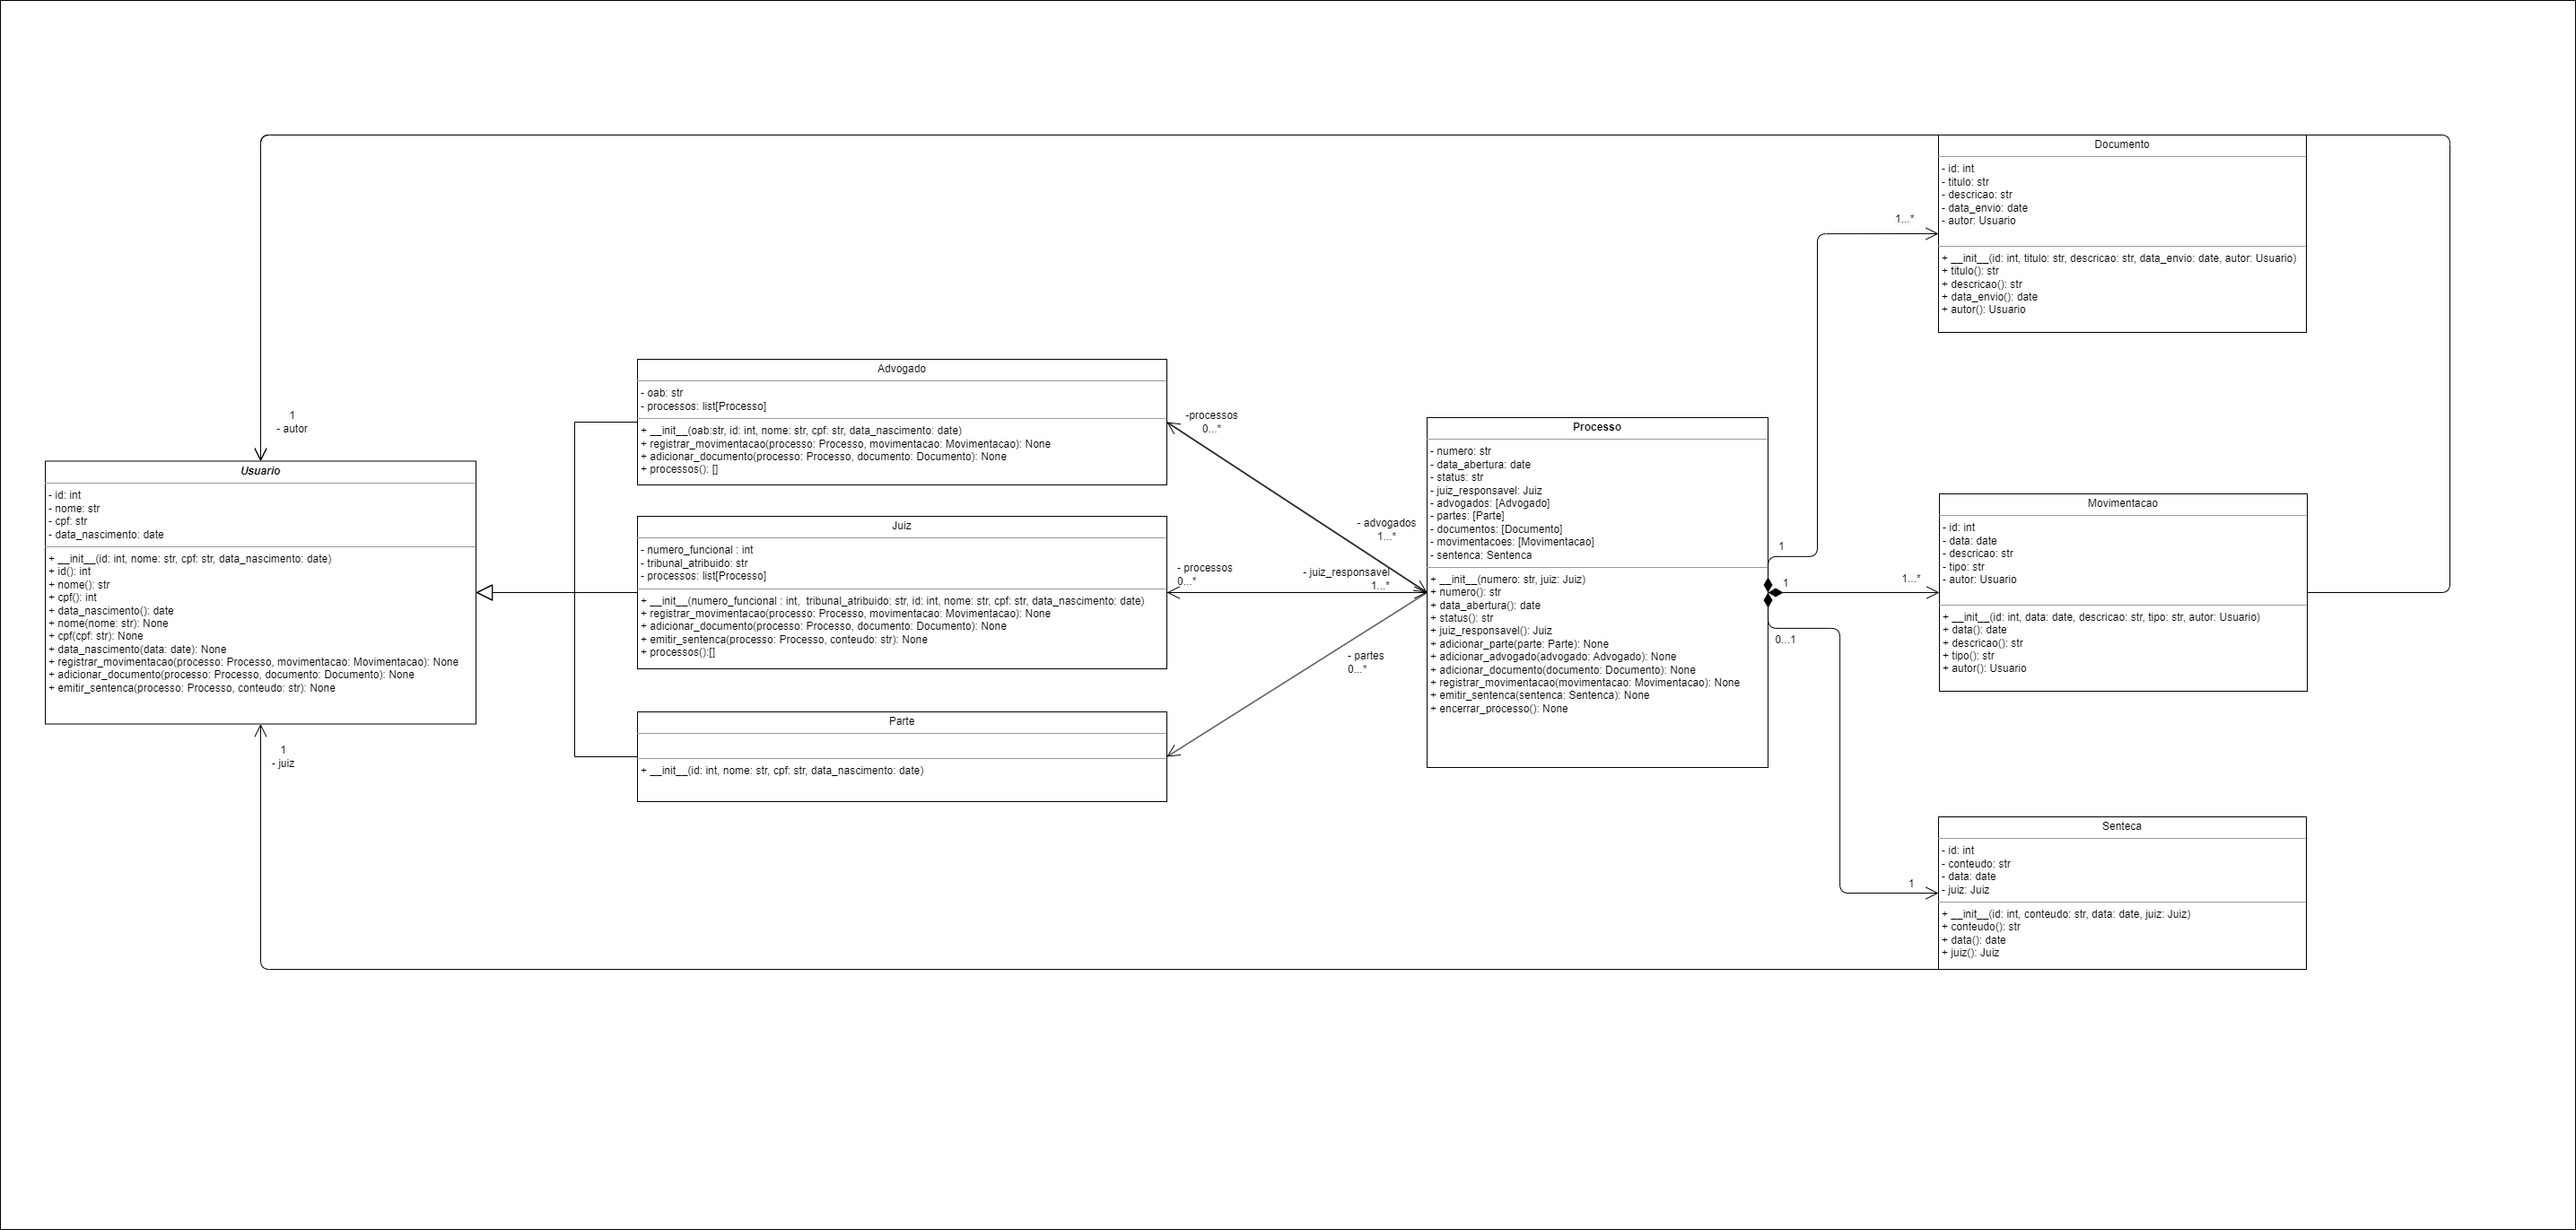 Documento
- id: int
- titulo: str
- descricao: str
- data_envio: date
- autor: Usuario
+ __init__(id: int, titulo: str, descricao: str, data_envio: date, autor: Usuario)
+ titulo(): str
+ descricao(): str
+ data_envio(): date
+ autor(): Usuario
1...*
1
- autor
Usuario
- id: int
- nome: str
- cpf: str
- data_nascimento: date
+ __init__(id: int, nome: str, cpf: str, data_nascimento: date)
+ id(): int
+ nome(): str
+ cpf(): int
+ data_nascimento(): date
+ nome(nome: str): None
+ cpf(cpf: str): None
+ data_nascimento(data: date): None
+ registrar_movimentacao(processo: Processo, movimentacao: Movimentacao): None
+ adicionar_documento(processo: Processo, documento: Documento): None
+ emitir_sentenca(processo: Processo, conteudo: str): None
1
- juiz
Advogado
- oab: str
- processos: list[Processo]
+ __init__(oab:str, id: int, nome: str, cpf: str, data_nascimento: date)
+ registrar_movimentacao(processo: Processo, movimentacao: Movimentacao): None
+ adicionar_documento(processo: Processo, documento: Documento): None
+ processos(): []
Juiz
- numero_funcional : int
- tribunal_atribuido: str
- processos: list[Processo]
+ __init__(numero_funcional : int,  tribunal_atribuido: str, id: int, nome: str, cpf: str, data_nascimento: date)
+ registrar_movimentacao(processo: Processo, movimentacao: Movimentacao): None
+ adicionar_documento(processo: Processo, documento: Documento): None
+ emitir_sentenca(processo: Processo, conteudo: str): None
+ processos():[]
Parte
+ __init__(id: int, nome: str, cpf: str, data_nascimento: date)
-processos
0...*
- advogados
1...*
- processos
0...*
- juiz_responsavel
1...*
- partes
0...*
Processo
- numero: str
- data_abertura: date
- status: str
- juiz_responsavel: Juiz
- advogados: [Advogado]
- partes: [Parte]
- documentos: [Documento]
- movimentacoes: [Movimentacao]
- sentenca: Sentenca
+ __init__(numero: str, juiz: Juiz)
+ numero(): str
+ data_abertura(): date
+ status(): str
+ juiz_responsavel(): Juiz
+ adicionar_parte(parte: Parte): None
+ adicionar_advogado(advogado: Advogado): None
+ adicionar_documento(documento: Documento): None
+ registrar_movimentacao(movimentacao: Movimentacao): None
+ emitir_sentenca(sentenca: Sentenca): None
+ encerrar_processo(): None
1
1
1...*
0...1
1
Movimentacao
- id: int
- data: date
- descricao: str
- tipo: str
- autor: Usuario
+ __init__(id: int, data: date, descricao: str, tipo: str, autor: Usuario)
+ data(): date
+ descricao(): str
+ tipo(): str
+ autor(): Usuario
Senteca
- id: int
- conteudo: str
- data: date
- juiz: Juiz
+ __init__(id: int, conteudo: str, data: date, juiz: Juiz)
+ conteudo(): str
+ data(): date
+ juiz(): Juiz